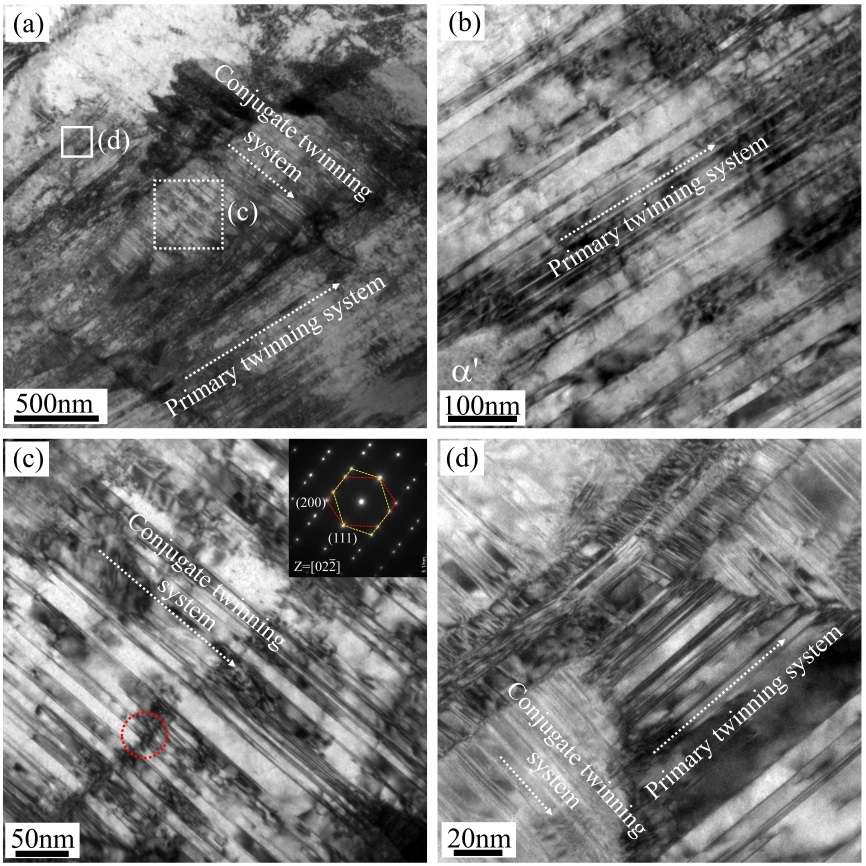 (a)
Conjugate twinning
system
(d)
(c)
Primary twinning system
500nm
(b)
Primary twinning system
α'
100nm
(c)
(200)
(111)
Z=[022̅]
Conjugate twinning
system
50nm
(d)
Conjugate twinning
system
Primary twinning system
20nm